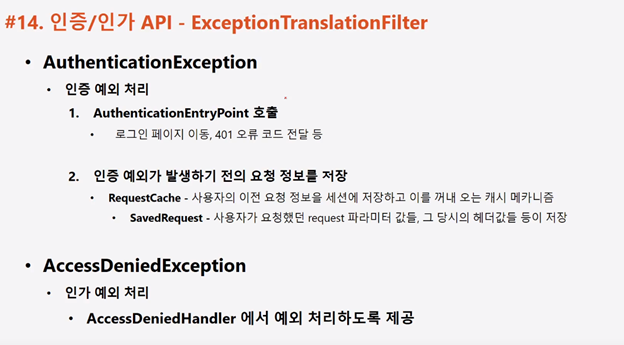 #14. 인증/인가 API - ExceptionTranslationFilter
• AuthenticationException
• 인증 예외 처리
1. AuthenticationEntryPoint 호출
• 로그인 페이지 이동, 401 오류 코드 전달 등
2. 인증 예외가 발생하기 전의 요청 정보를 저장
• RequestCache - 사용자의 이전 요청 정보을 세션에 저장하고 이를 꺼내 오는 캐시 메카니즘
• SavedRequest - 사용자가 요청했던 request 파라미터 값들, 그 당시의 헤더값들 등이 저장
• AccessDeniedException
• 인가 예외 처리
• AccessDeniedHandler 에서 예외 처리하도록 제공